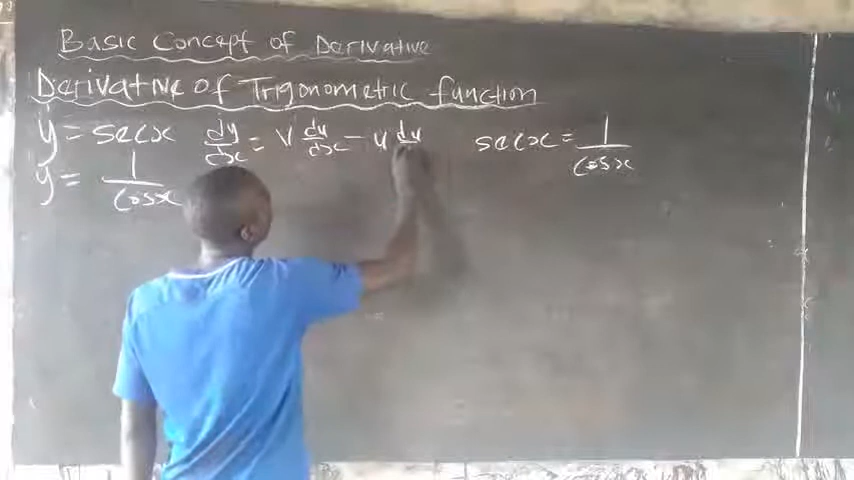 Basic Concept of Derivative
Derivative of Trigonometric function
y = secx dy/dx = V du/dx - u dv secx = 1/cosx
y = 1/cosx